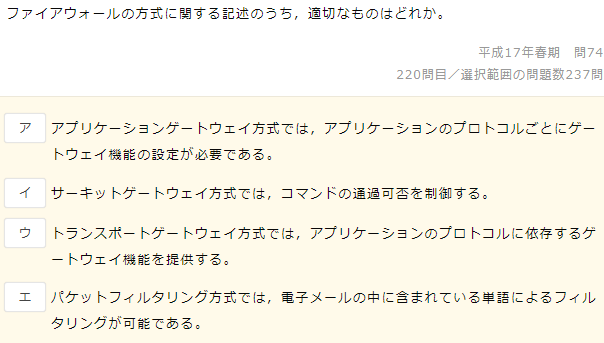 ファイアウォールの方式に関する記述のうち，適切なものはどれか。
平成17年春期　問74
220問目／選択範囲の問題数237問
ア　アプリケーションゲートウェイ方式では，アプリケーションのプロトコルごとにゲー
トウェイ機能の設定が必要である。
イ　サーキットゲートウェイ方式では，コマンドの通過可否を制御する。
ウ　トランスポートゲートウェイ方式では，アプリケーションのプロトコルに依存するゲ
ートウェイ機能を提供する。
エ　パケットフィルタリング方式では，電子メールの中に含まれている単語によるフィル
タリングが可能である。